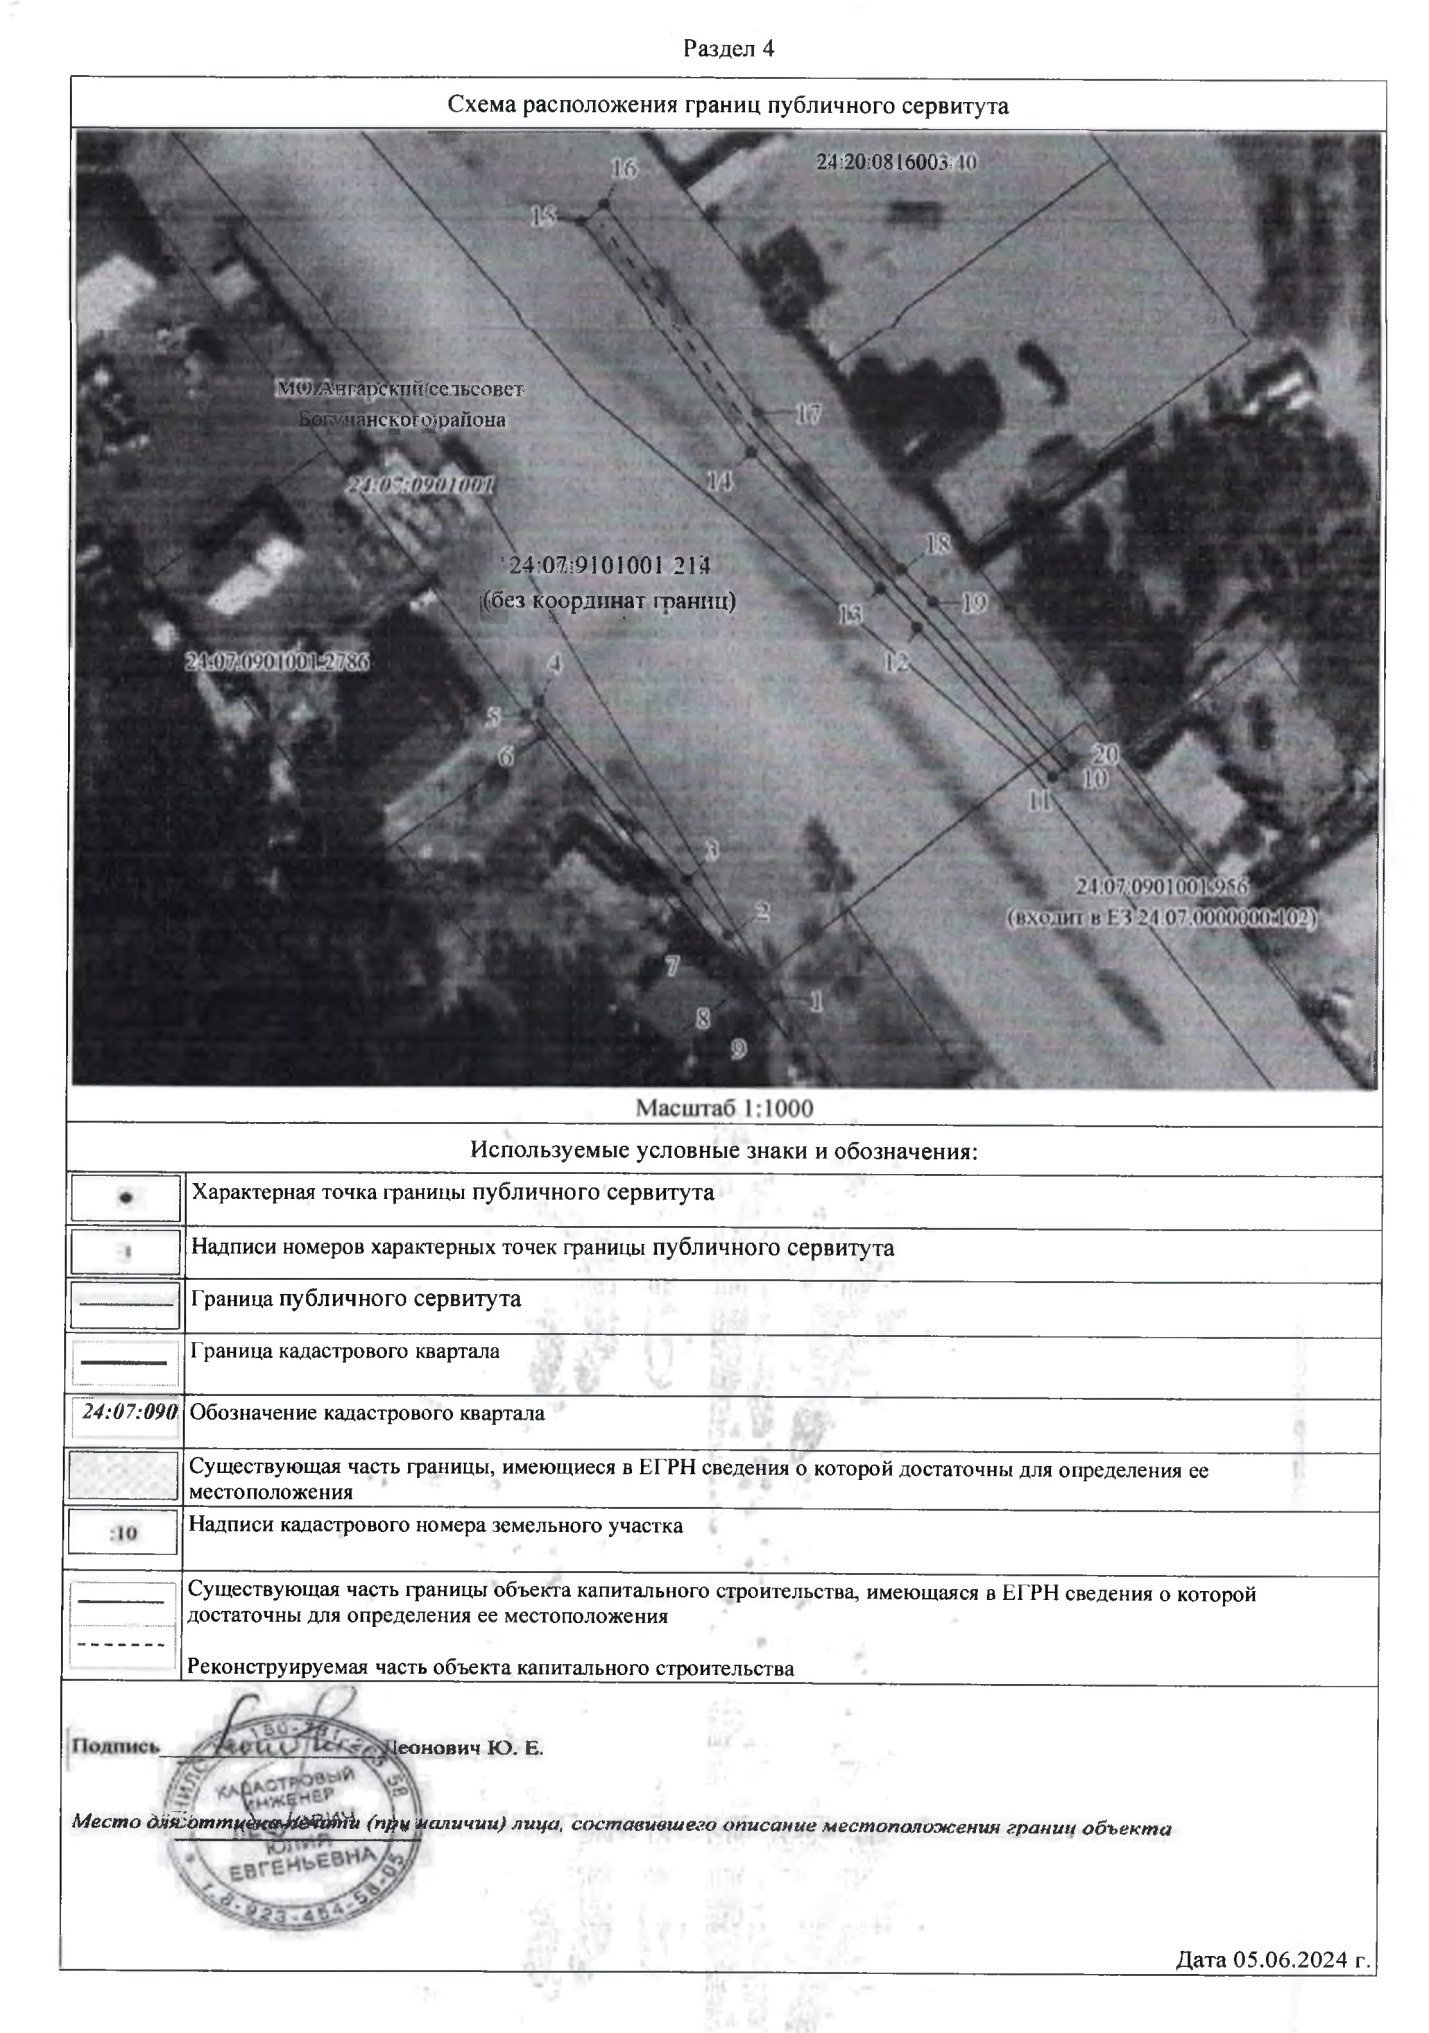 Раздел 4
Схема расположения границ публичного сервитута
24:20:0816003:40
16
15
МО Ангарский сельсовет
Богучанского района
17
14
24:07:0901001
18
24:07:9101001 214
(без координат границ)
19
13
12
24:07:0901001:2786
4
5
6
20
10
11
3
24:07:0901001:956
(входит в ЕЗ 24:07:0000000:102)
2
7
1
8
9
Масштаб 1:1000
Используемые условные знаки и обозначения:
Характерная точка границы публичного сервитута
1 Надписи номеров характерных точек границы публичного сервитута
Граница публичного сервитута
Граница кадастрового квартала
24:07:090 Обозначение кадастрового квартала
Существующая часть границы, имеющиеся в ЕГРН сведения о которой достаточны для определения ее
местоположения
:10 Надписи кадастрового номера земельного участка
Существующая часть границы объекта капитального строительства, имеющаяся в ЕГРН сведения о которой
достаточны для определения ее местоположения
Реконструируемая часть объекта капитального строительства
Подпись Леонович Ю. Е.
КАДАСТРОВЫЙ
ИНЖЕНЕР
ЮЛИЯ
ЕВГЕНЬЕВНА
т.8-923-454-58-05
Место для оттиска печати (при наличии) лица, составившего описание местоположения границ объекта
Дата 05.06.2024 г.